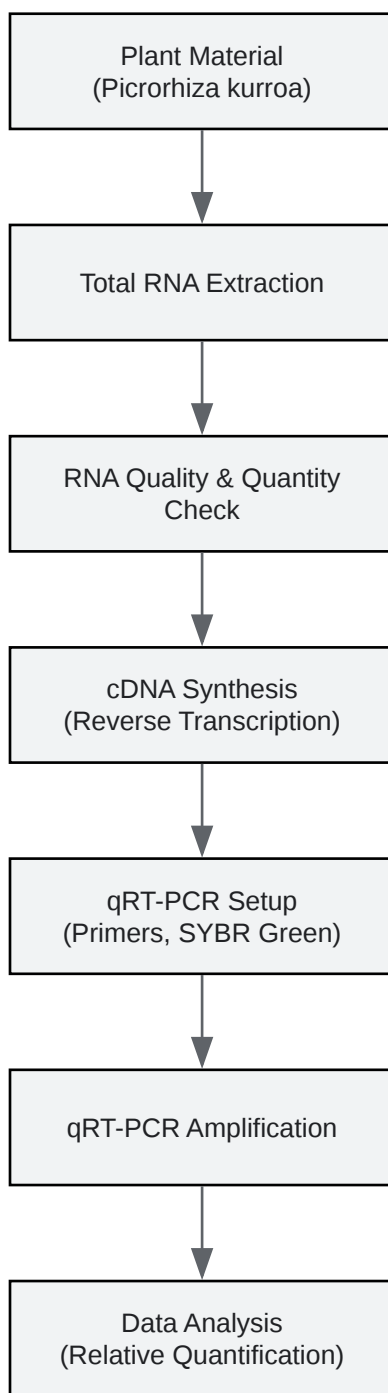 Plant Material
(Picrorhiza kurroa)
Total RNA Extraction
RNA Quality & Quantity
Check
cDNA Synthesis
(Reverse Transcription)
qRT-PCR Setup
(Primers, SYBR Green)
qRT-PCR Amplification
Data Analysis
(Relative Quantification)